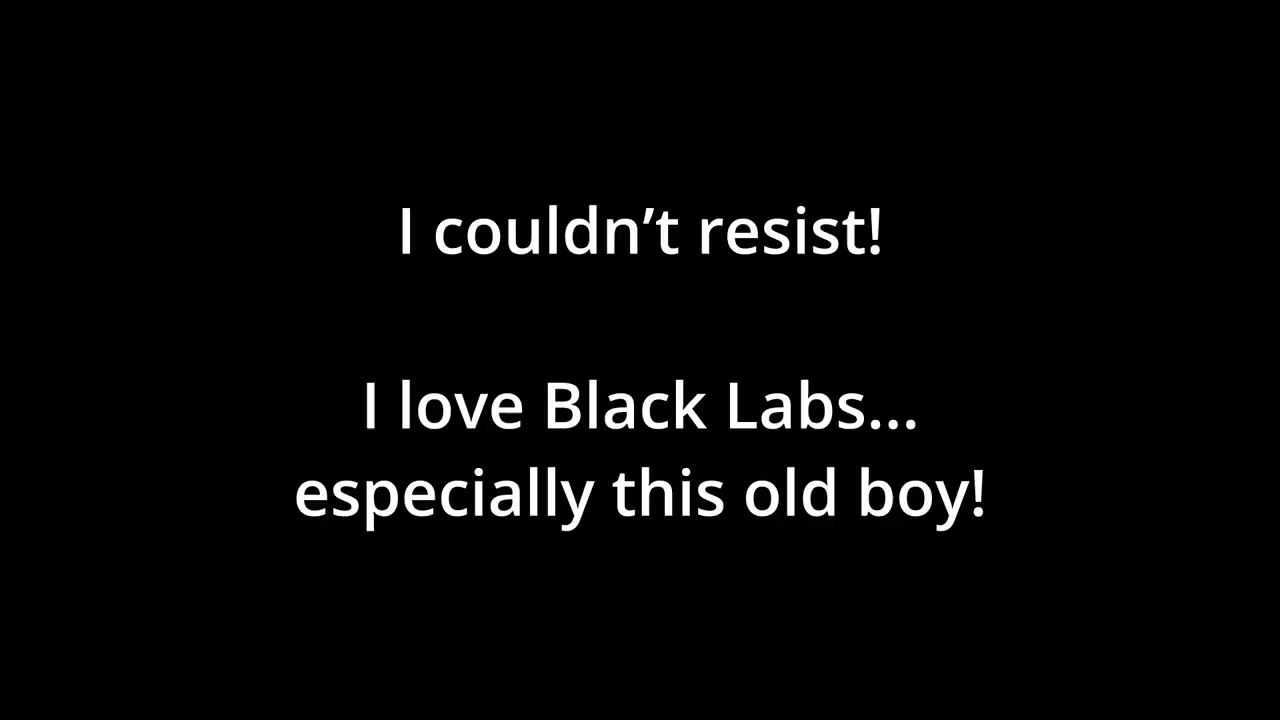 I couldn’t resist!
I love Black Labs...
especially this old boy!